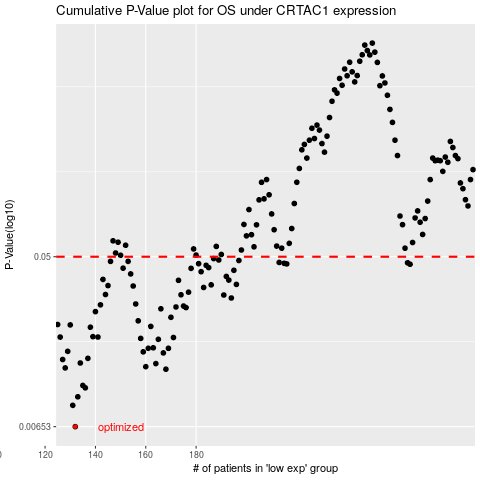 Cumulative P-Value plot for OS under CRTAC1 expression
P-Value(log10)
0.05
0.00653
optimized
0 120 140 160 180
# of patients in 'low exp' group